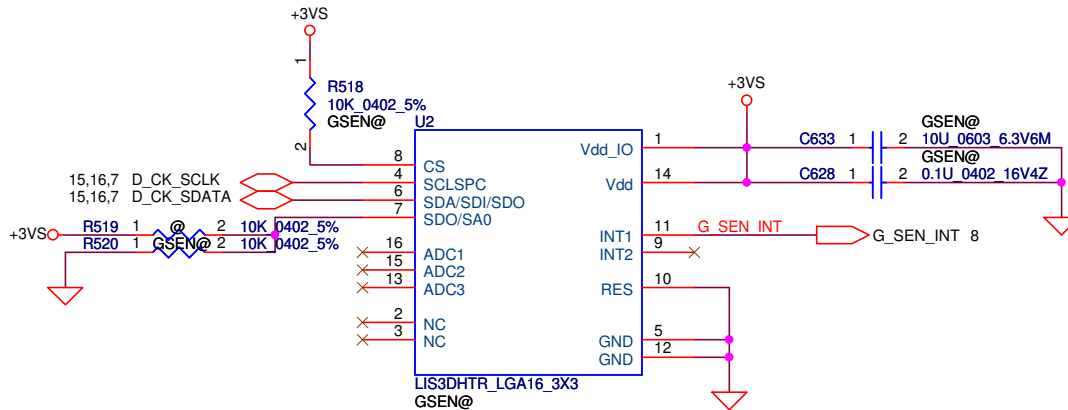 +3VS
1
R518
10K_0402_5%
GSEN@
2
U2
+3VS
GSEN@
C633 1 2 10U_0603_6.3V6M
GSEN@
C628 1 2 0.1U_0402_16V4Z
8 CS
15,16,7 D_CK_SCLK 4 SCLSPC
15,16,7 D_CK_SDATA 6 SDA/SDI/SDO
7 SDO/SA0
+3VS R519 1 @ 2 10K_0402_5%
R520 1 GSEN@ 2 10K_0402_5%
16 ADC1
15 ADC2
13 ADC3
2 NC
3 NC
Vdd_IO 1
Vdd 14
INT1 11 G_SEN_INT G_SEN_INT 8
INT2 9
RES 10
GND 5
GND 12
LIS3DHTR_LGA16_3X3
GSEN@